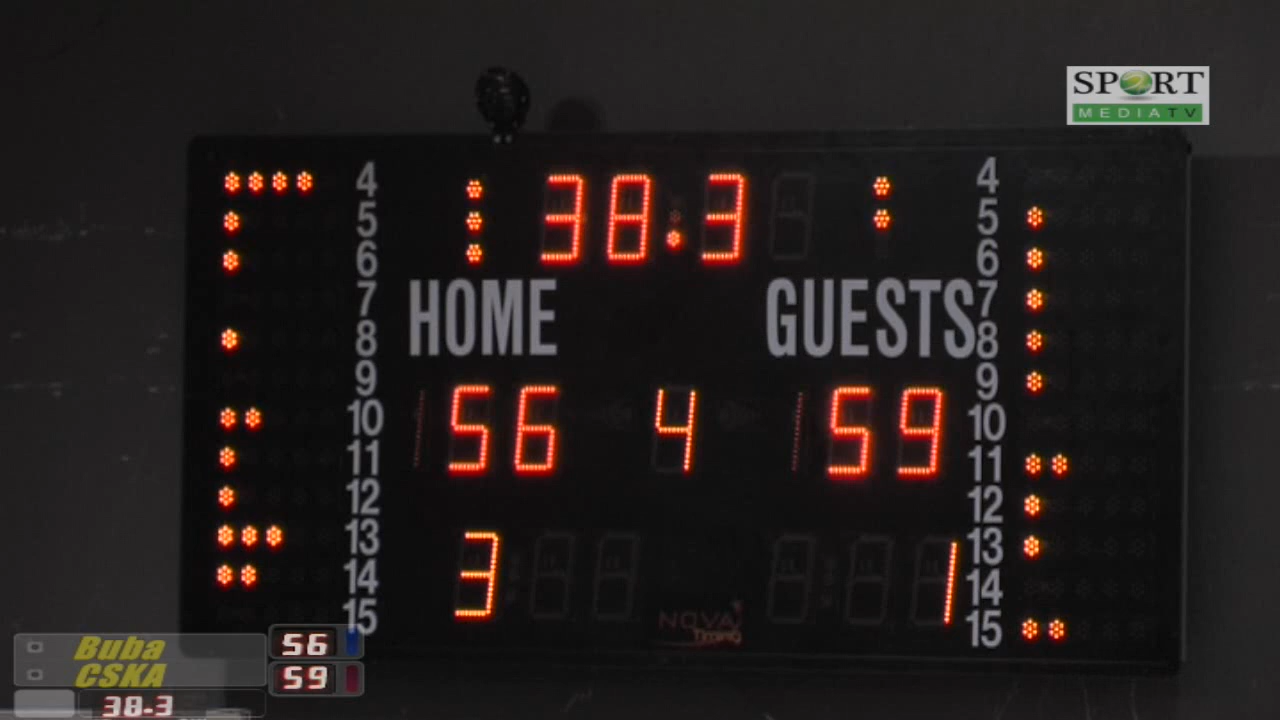 SPORT
MEDIATV
4 38.3 4
5 5
6 6
HOME GUESTS
7 7
8 8
9 9
56 4 59
10 10
11 11
12 12
13 13
3 1
14 14
15 15
NOVA
Timing
Buba 56
CSKA 59
38.3